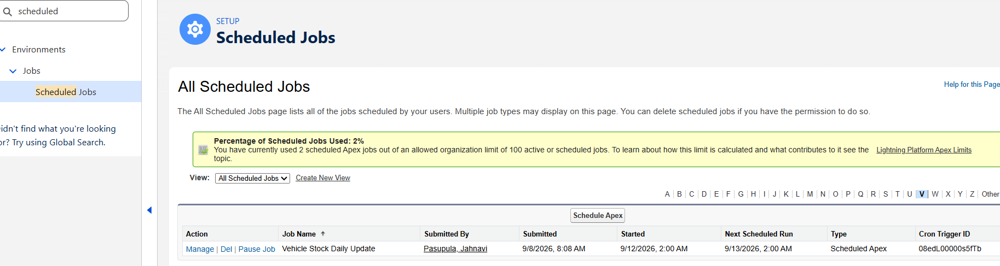 scheduled
Environments
Jobs
Scheduled Jobs
idn't find what you're looking
or? Try using Global Search.
SETUP
Scheduled Jobs
All Scheduled Jobs
Help for this Page
The All Scheduled Jobs page lists all of the jobs scheduled by your users. Multiple job types may display on this page. You can delete scheduled jobs if you have the permission to do so.
Percentage of Scheduled Jobs Used: 2%
You have currently used 2 scheduled Apex jobs out of an allowed organization limit of 100 active or scheduled jobs. To learn about how this limit is calculated and what contributes to it see the Lightning Platform Apex Limits
topic.
View: All Scheduled Jobs Create New View
A B C D E F G H I J K L M N O P Q R S T U V W X Y Z Other
Schedule Apex
Action Job Name Submitted By Submitted Started Next Scheduled Run Type Cron Trigger ID
Manage | Del | Pause Job Vehicle Stock Daily Update Pasupula, Jahnavi 9/8/2026, 8:08 AM 9/12/2026, 2:00 AM 9/13/2026, 2:00 AM Scheduled Apex 08edL00000s5fTb